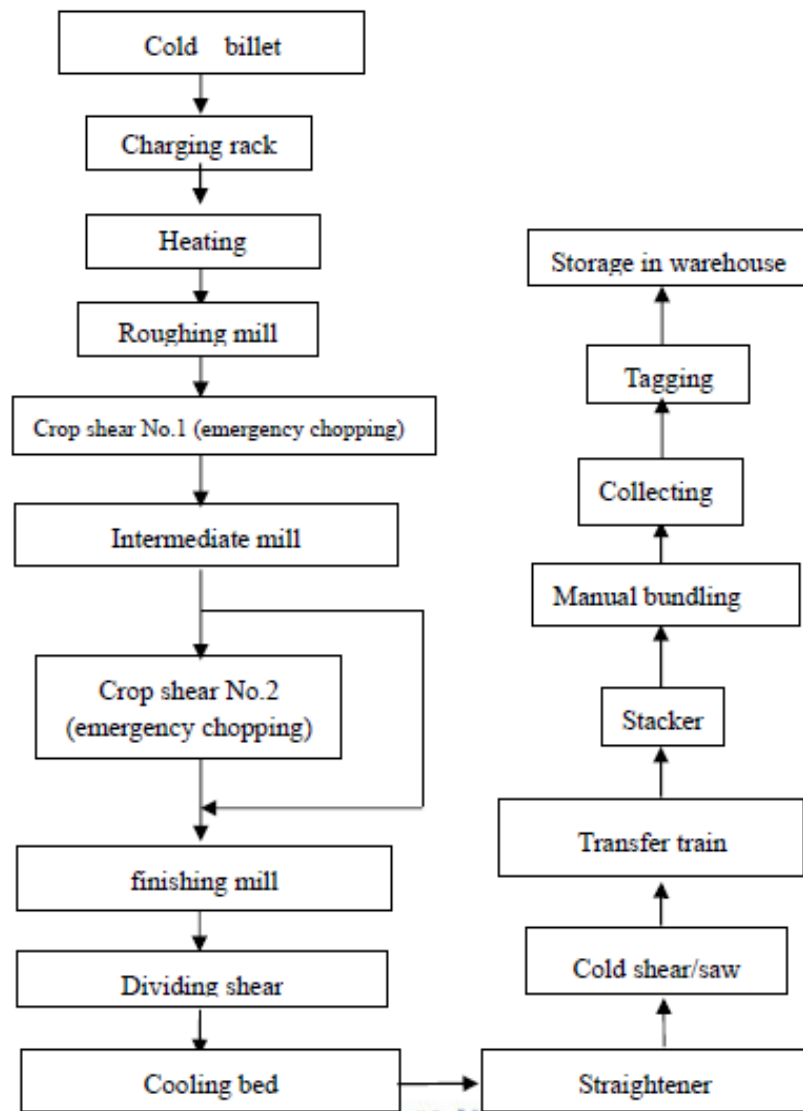 Cold billet
Charging rack
Heating
Roughing mill
Crop shear No.1 (emergency chopping)
Intermediate mill
Crop shear No.2
(emergency chopping)
finishing mill
Dividing shear
Cooling bed
Straightener
Cold shear/saw
Transfer train
Stacker
Manual bundling
Collecting
Tagging
Storage in warehouse